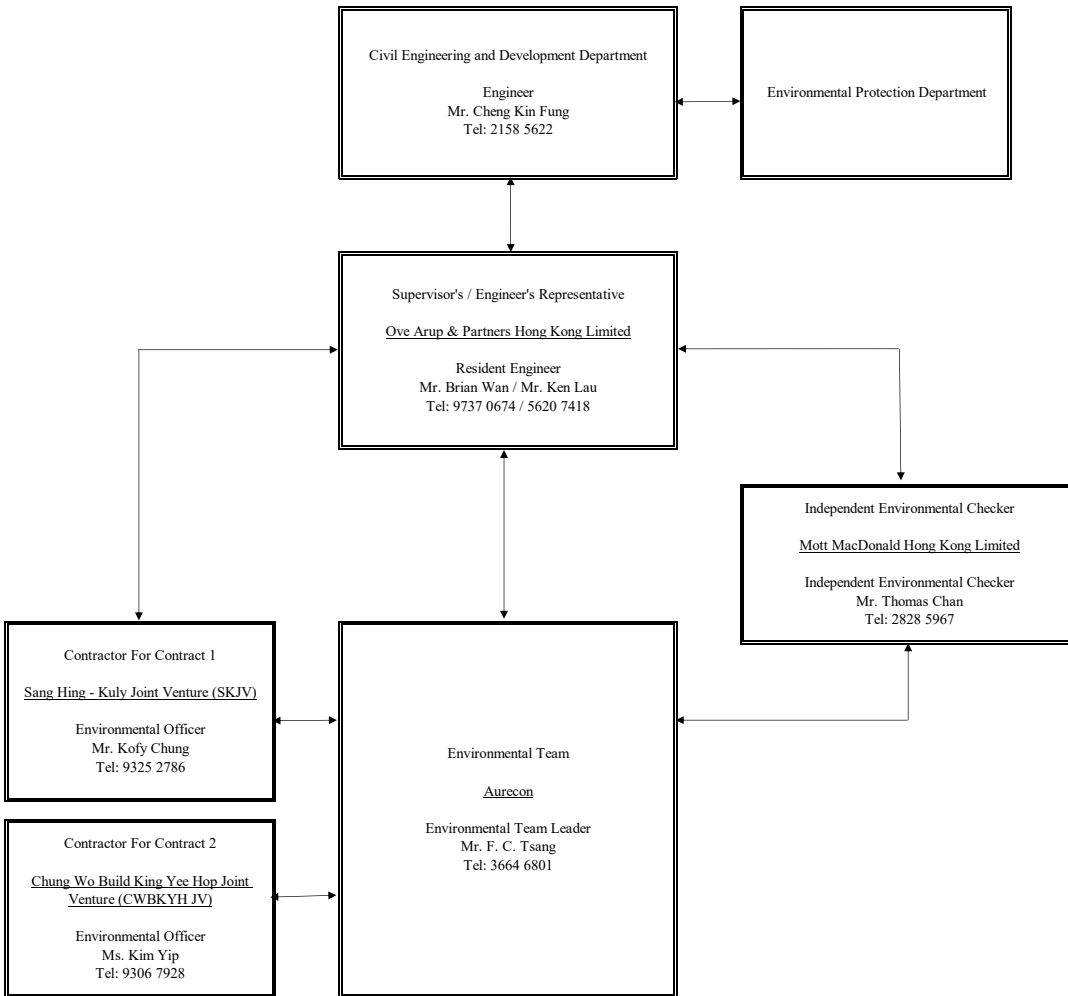 Civil Engineering and Development Department
Engineer
Mr. Cheng Kin Fung
Tel: 2158 5622
Environmental Protection Department
Supervisor's / Engineer's Representative
Ove Arup & Partners Hong Kong Limited
Resident Engineer
Mr. Brian Wan / Mr. Ken Lau
Tel: 9737 0674 / 5620 7418
Independent Environmental Checker
Mott MacDonald Hong Kong Limited
Independent Environmental Checker
Mr. Thomas Chan
Tel: 2828 5967
Contractor For Contract 1
Sang Hing - Kuly Joint Venture (SKJV)
Environmental Officer
Mr. Kofy Chung
Tel: 9325 2786
Environmental Team
Aurecon
Environmental Team Leader
Mr. F. C. Tsang
Tel: 3664 6801
Contractor For Contract 2
Chung Wo Build King Yee Hop Joint
Venture (CWBKYH JV)
Environmental Officer
Ms. Kim Yip
Tel: 9306 7928